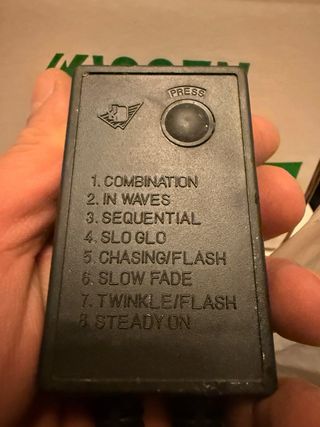 PRESS
1. COMBINATION
2. IN WAVES
3. SEQUENTIAL
4. SLO GLO
5. CHASING/FLASH
6. SLOW FADE
7. TWINKLE/FLASH
8. STEADY ON